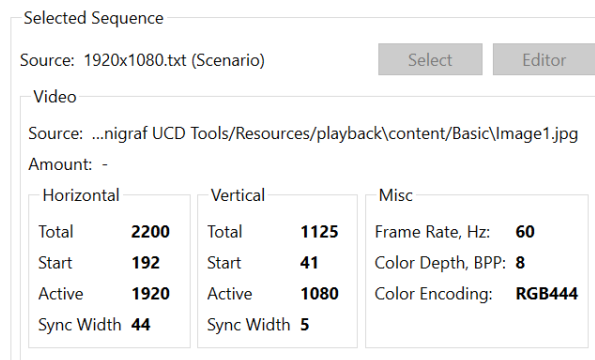 Selected Sequence
Source: 1920x1080.txt (Scenario)
Select
Editor
Video
Source: ...nigraf UCD Tools/Resources/playback\content/Basic\Image1.jpg
Amount: -
Horizontal
Total 2200
Start 192
Active 1920
Sync Width 44
Vertical
Total 1125
Start 41
Active 1080
Sync Width 5
Misc
Frame Rate, Hz: 60
Color Depth, BPP: 8
Color Encoding: RGB444